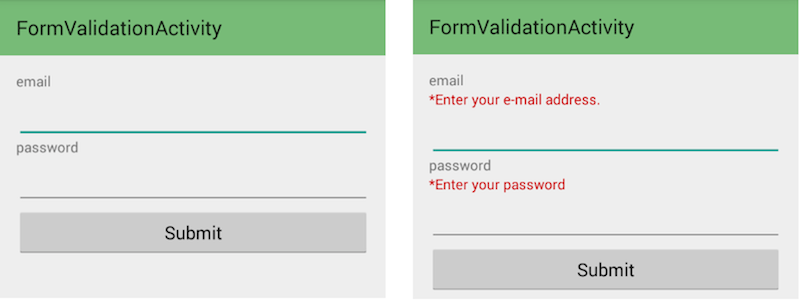 FormValidationActivity
email
password
Submit
FormValidationActivity
email
*Enter your e-mail address.
password
*Enter your password
Submit